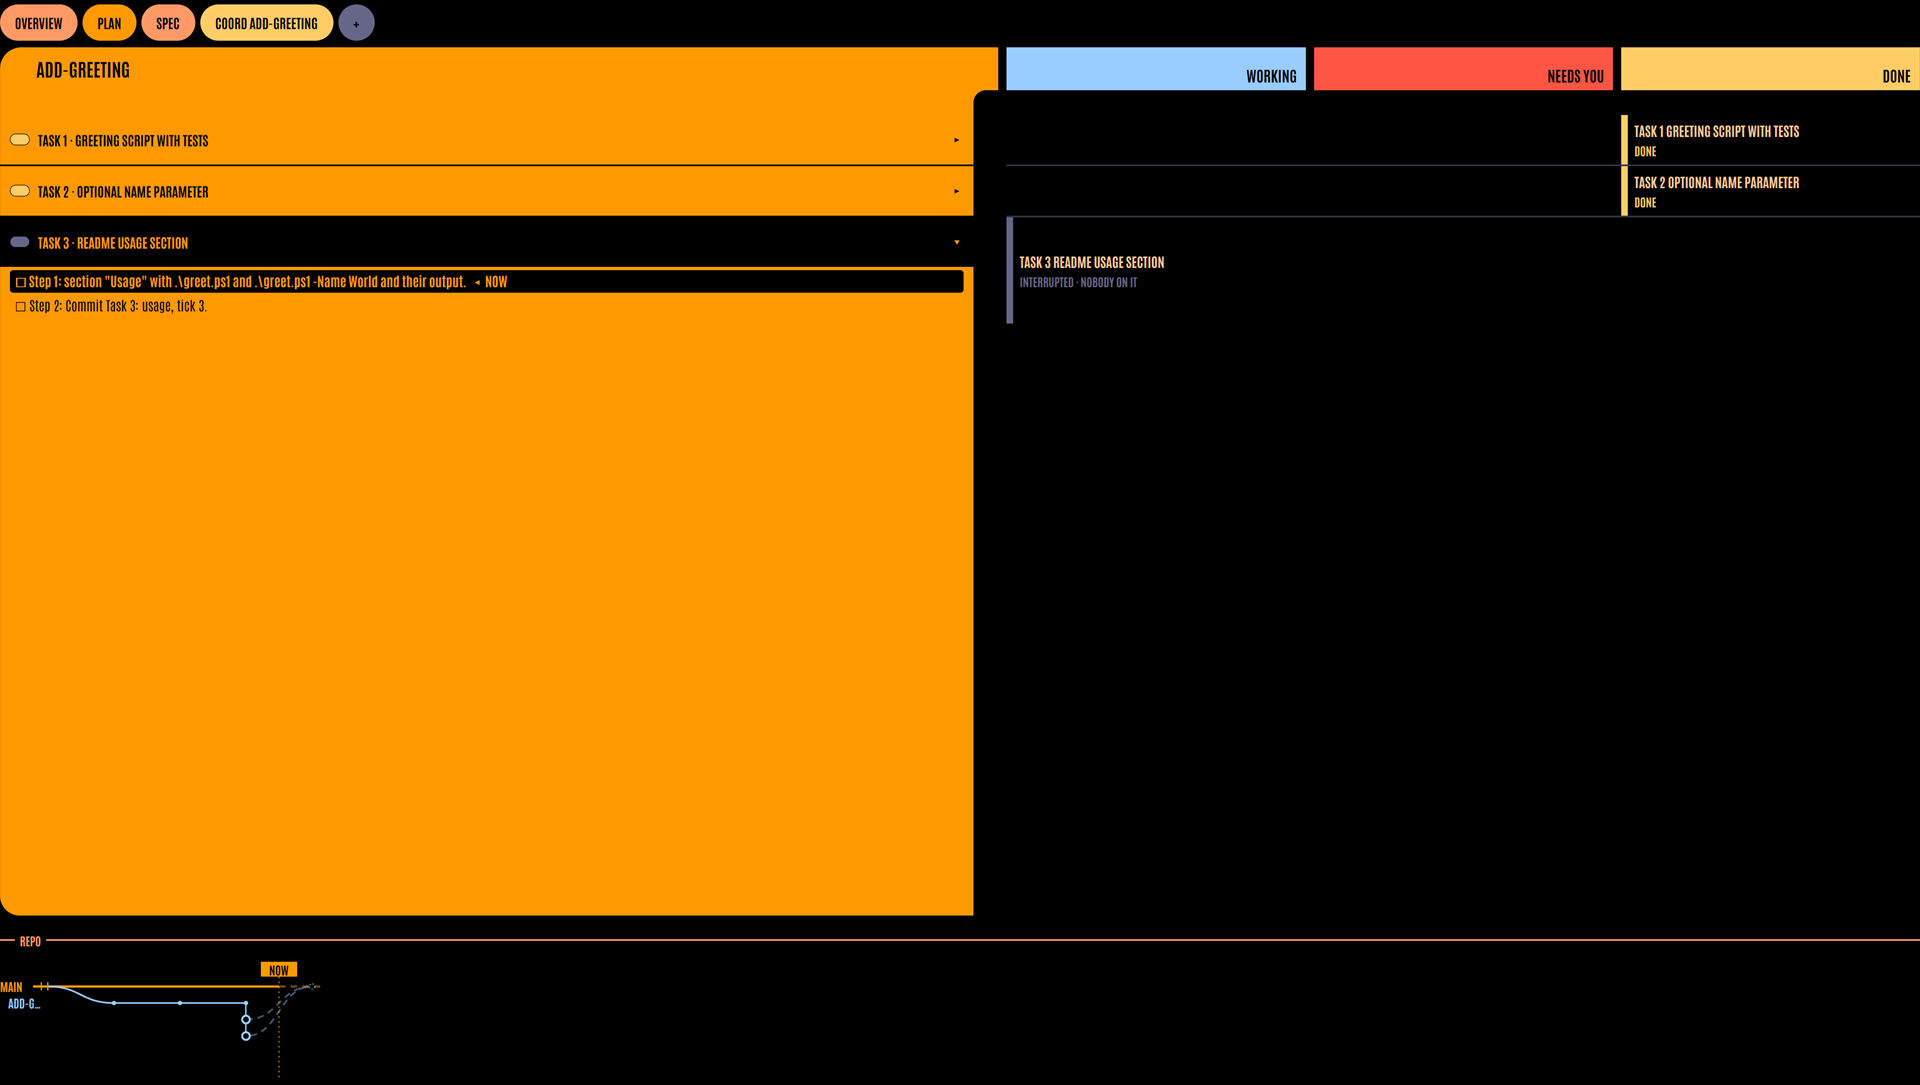 OVERVIEW
PLAN
SPEC
COORD ADD-GREETING
+
ADD-GREETING
WORKING
NEEDS YOU
DONE
TASK 1 · GREETING SCRIPT WITH TESTS
TASK 1 GREETING SCRIPT WITH TESTS
DONE
TASK 2 · OPTIONAL NAME PARAMETER
TASK 2 OPTIONAL NAME PARAMETER
DONE
TASK 3 · README USAGE SECTION
Step 1: section "Usage" with .\greet.ps1 and .\greet.ps1 -Name World and their output. ◂ NOW
Step 2: Commit Task 3: usage, tick 3.
TASK 3 README USAGE SECTION
INTERRUPTED · NOBODY ON IT
REPO
NOW
MAIN
ADD-G...